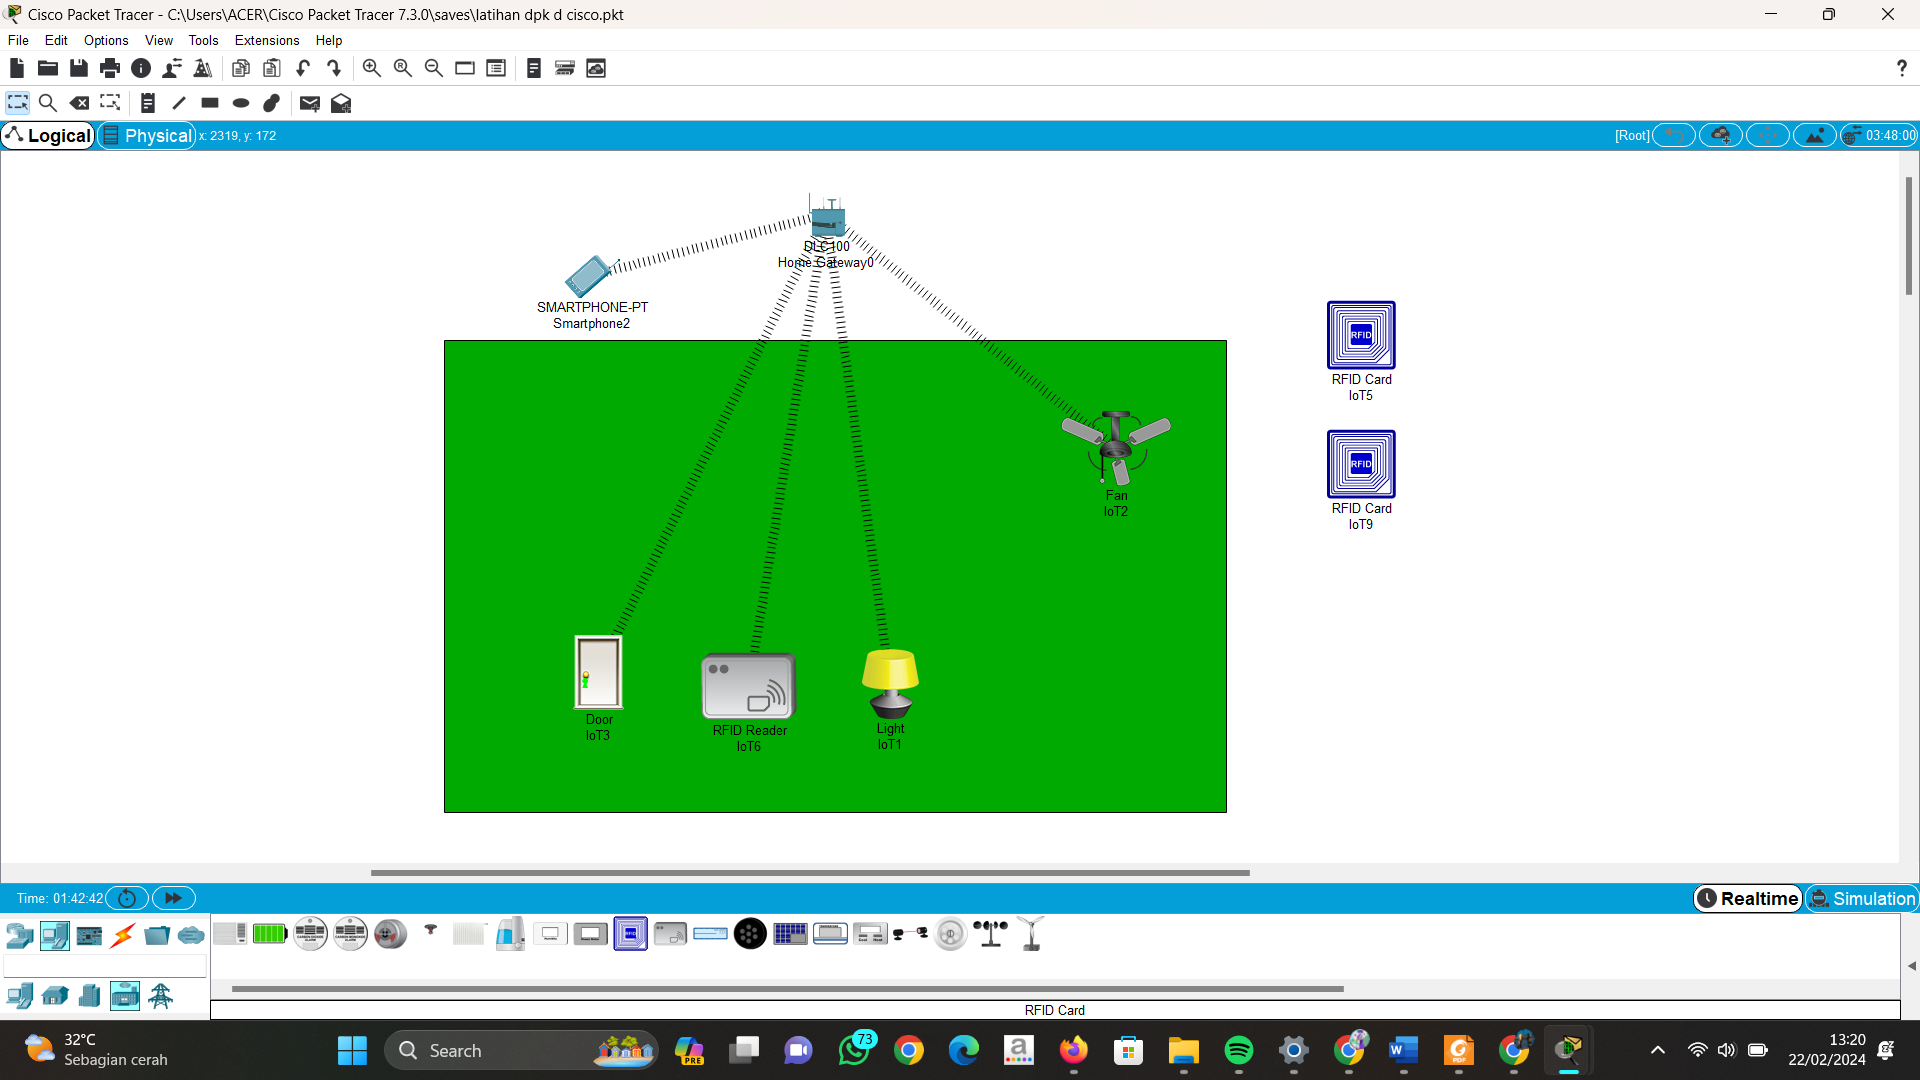 Cisco Packet Tracer - C:\Users\ACER\Cisco Packet Tracer 7.3.0\saves\latihan dpk d cisco.pkt
File Edit Options View Tools Extensions Help
?
Logical Physical x: 2319, y: 172 [Root] 03:48:00
DLC100
Home Gateway0
SMARTPHONE-PT
Smartphone2
RFID
RFID Card
IoT5
RFID
RFID Card
IoT9
Fan
IoT2
Door
IoT3
RFID Reader
IoT6
Light
IoT1
Time: 01:42:42 Realtime Simulation
RFID Card
32°C
Sebagian cerah
Search
PRE
73
13:20
22/02/2024